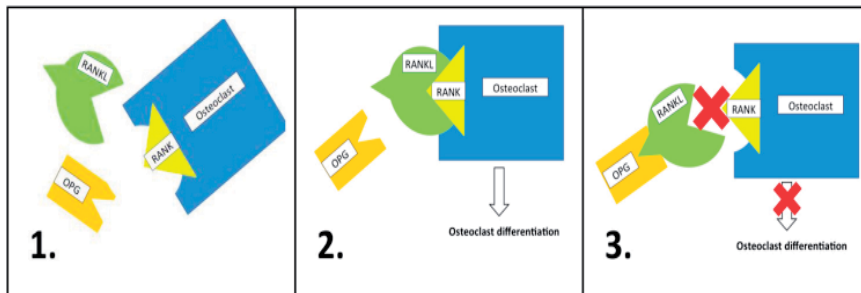 RANKL
Osteoclast
RANK
OPG
1.
RANKL
RANK
Osteoclast
OPG
Osteoclast differentiation
2.
RANKL
RANK
Osteoclast
OPG
Osteoclast differentiation
3.